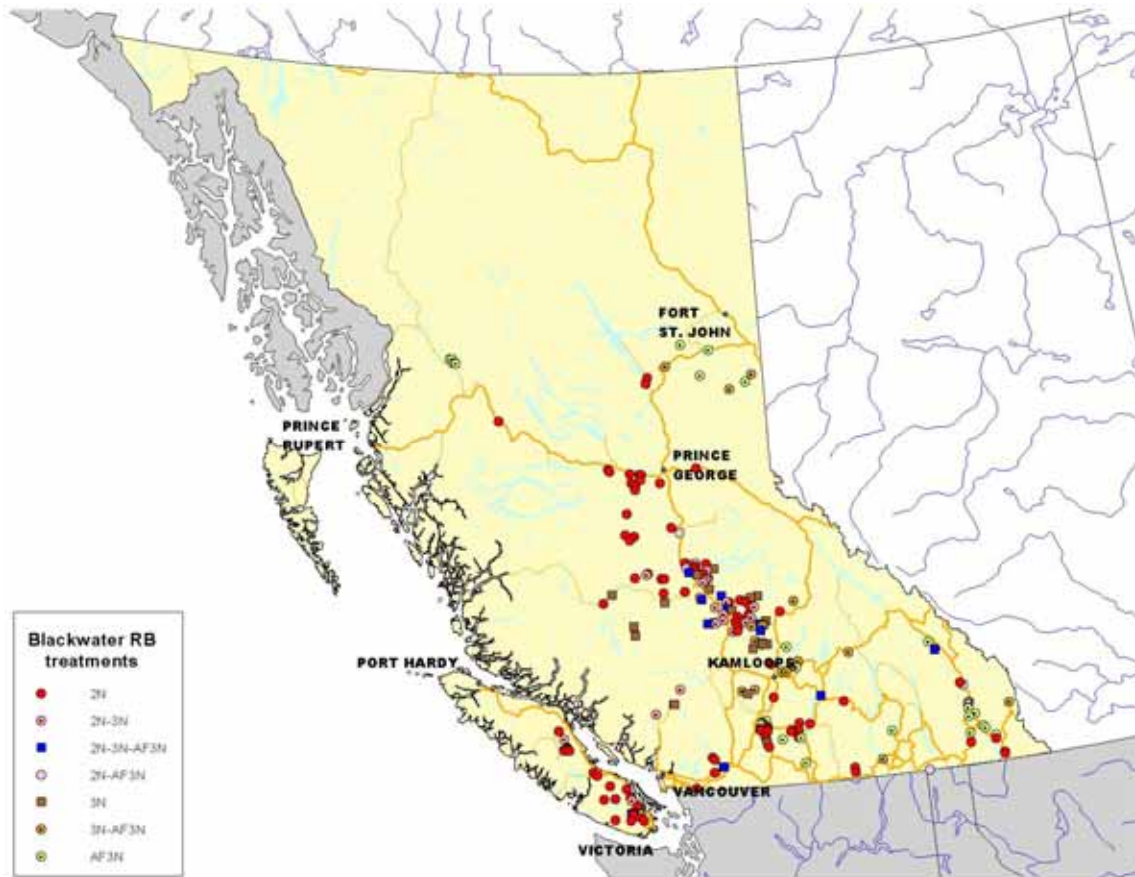 FORT
ST. JOHN
PRINCE
RUPERT
PRINCE
GEORGE
PORT HARDY
KAMLOOPS
VANCOUVER
VICTORIA
Blackwater RB
treatments
2N
2N-3N
2N-3N-AF3N
2N-AF3N
3N
3N-AF3N
AF3N